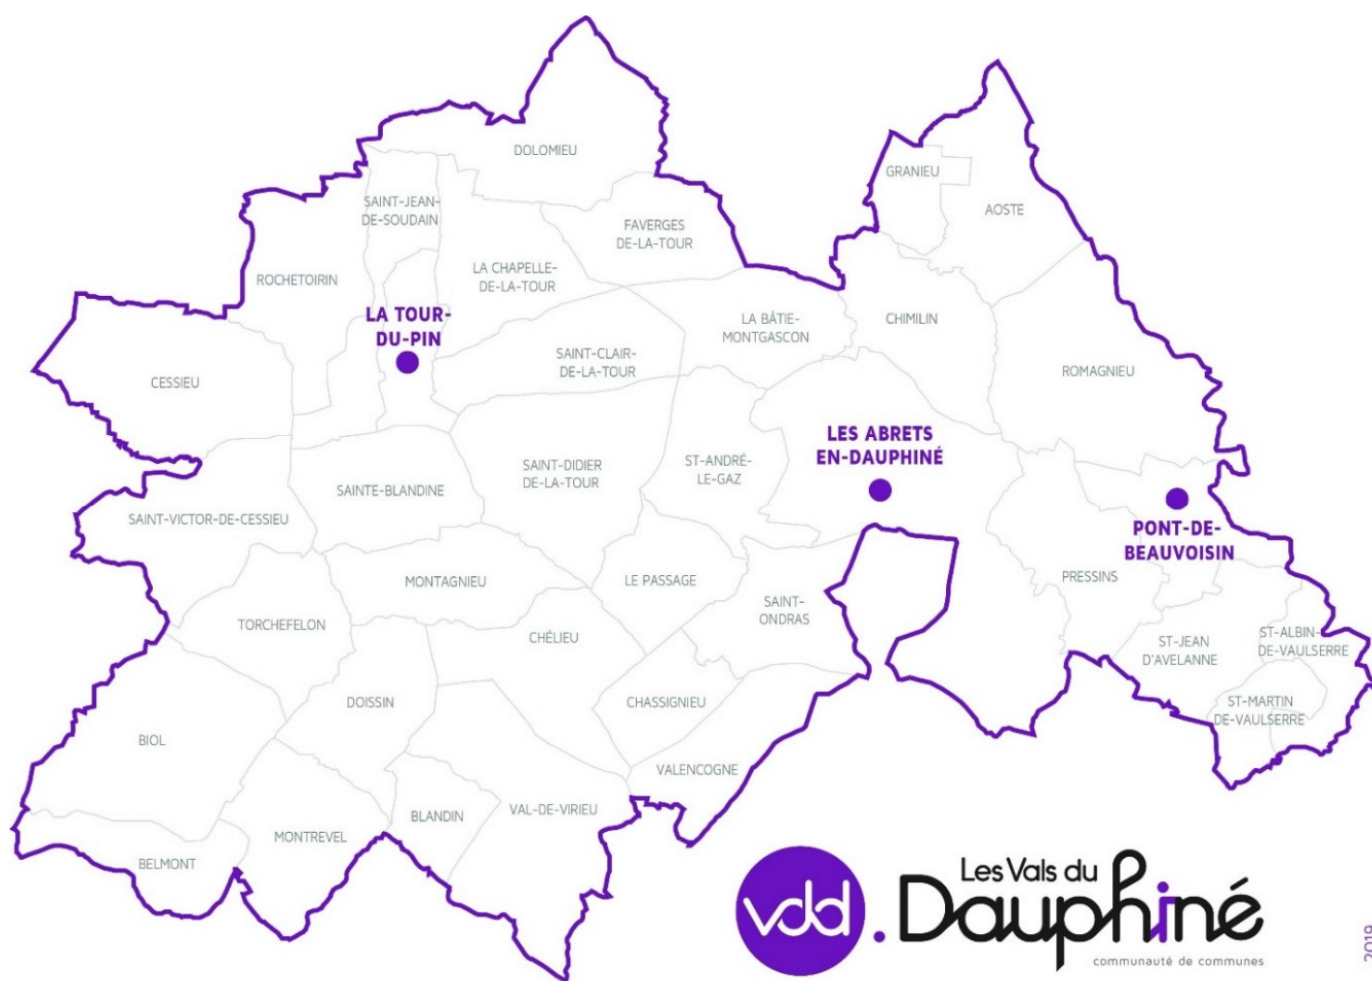 DOLOMIEU
GRANIEU
SAINT-JEAN-
DE-SOUDAIN
AOSTE
FAVERGES
DE-LA-TOUR
ROCHETOIRIN
LA CHAPELLE-
DE-LA-TOUR
LA TOUR-
DU-PIN
LA BÂTIE-
MONTGASCON
CHIMILIN
SAINT-CLAIR-
DE-LA-TOUR
ROMAGNIEU
CESSIEU
LES ABRETS
EN-DAUPHINÉ
ST-ANDRÉ-
LE-GAZ
SAINT-DIDIER
DE-LA-TOUR
SAINTE-BLANDINE
SAINT-VICTOR-DE-CESSIEU
PONT-DE-
BEAUVOISIN
PRESSINS
MONTAGNIEU
LE PASSAGE
SAINT-
ONDRAS
TORCHEFELON
CHÉLIEU
ST-JEAN
D'AVELANNE
ST-ALBIN-
DE-VAULSERRE
DOISSIN
CHASSIGNIEU
ST-MARTIN
DE-VAULSERRE
BIOL
VALENCOGNE
BLANDIN
VAL-DE-VIRIEU
MONTREVEL
BELMONT
vdd
Les Vals du
Dauphiné
communauté de communes
2019